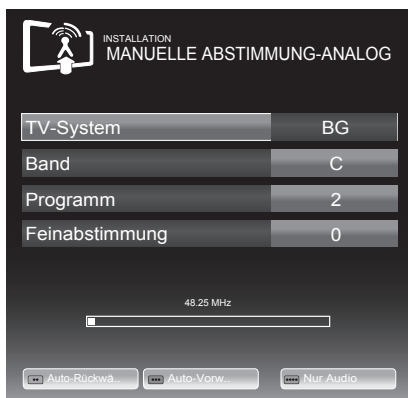 INSTALLATION
MANUELLE ABSTIMMUNG-ANALOG
TV-System BG
Band C
Programm 2
Feinabstimmung 0
48.25 MHz
Auto-Rückwä.. Auto-Vorw.. Nur Audio